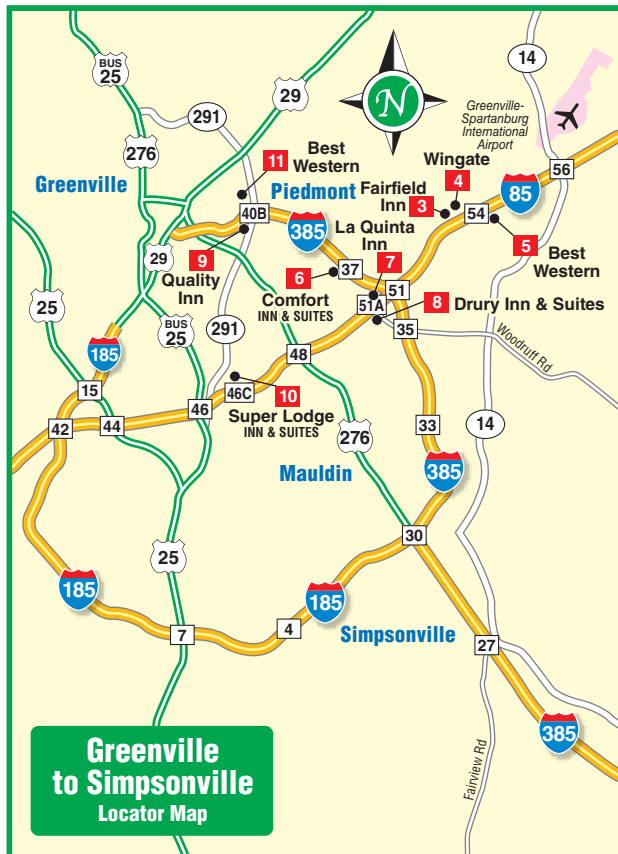 14
BUS
25
29
291
N
Greenville-
Spartanburg
International
Airport
276
56
11
Best
Western
Wingate
4
85
Greenville
Piedmont
Fairfield
Inn
3
54
40B
385
La Quinta
Inn
5
Best
Western
29
9
Quality
Inn
6
37
7
51
Comfort
INN & SUITES
51A
8
Drury Inn & Suites
25
BUS
25
291
35
Woodruff Rd
185
48
15
10
46C
46
Super Lodge
INN & SUITES
42
44
276
33
14
Mauldin
385
30
25
185
185
4
7
Simpsonville
27
385
Fairview Rd
Greenville
to Simpsonville
Locator Map